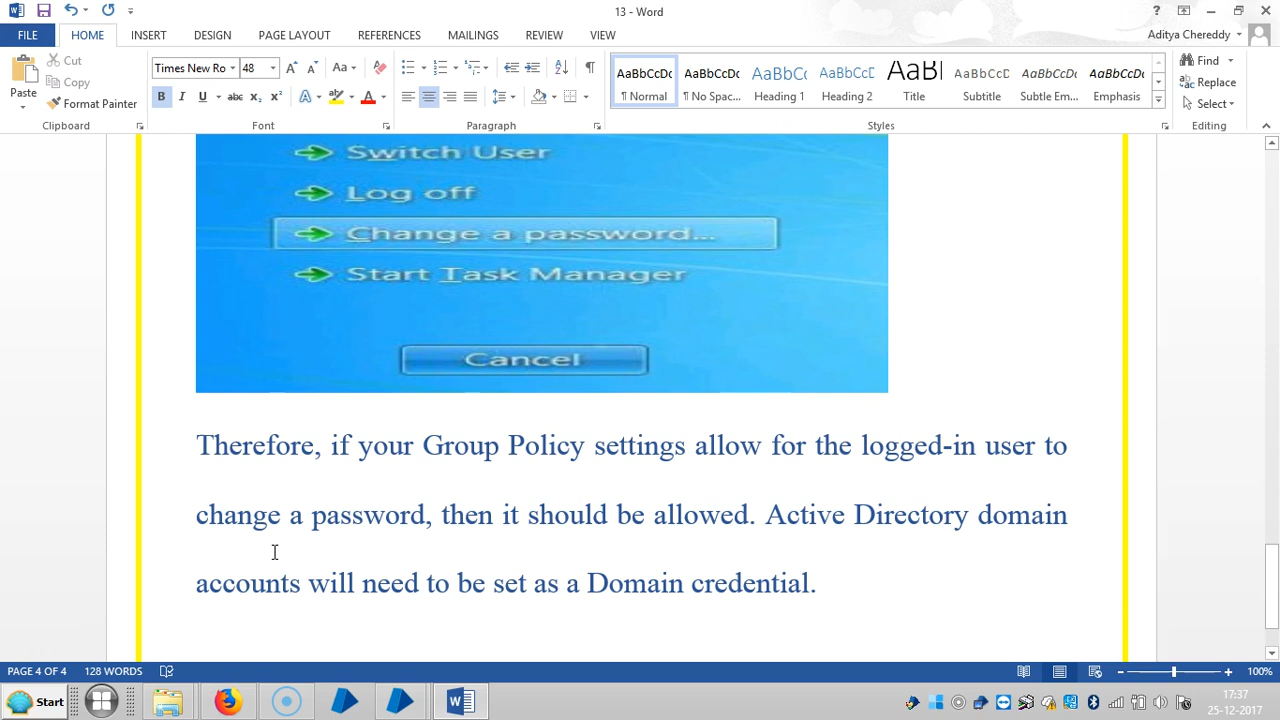 13 - Word
Aditya Chereddy
FILE HOME INSERT DESIGN PAGE LAYOUT REFERENCES MAILINGS REVIEW VIEW
Paste
Cut
Copy
Format Painter
Clipboard
Times New Ro 48
Font
Paragraph
AaBbCcDc AaBbCcDc AaBbCc AaBbCcC AaBl AaBbCcD AaBbCcDc AaBbCcDc
¶ Normal ¶ No Spac... Heading 1 Heading 2 Title Subtitle Subtle Em... Emphasis
Styles
Find
Replace
Select
Editing
Switch User
Log off
Change a password...
Start Task Manager
Cancel
Therefore, if your Group Policy settings allow for the logged-in user to
change a password, then it should be allowed. Active Directory domain
accounts will need to be set as a Domain credential.
PAGE 4 OF 4 128 WORDS
100%
Start
17:37
25-12-2017